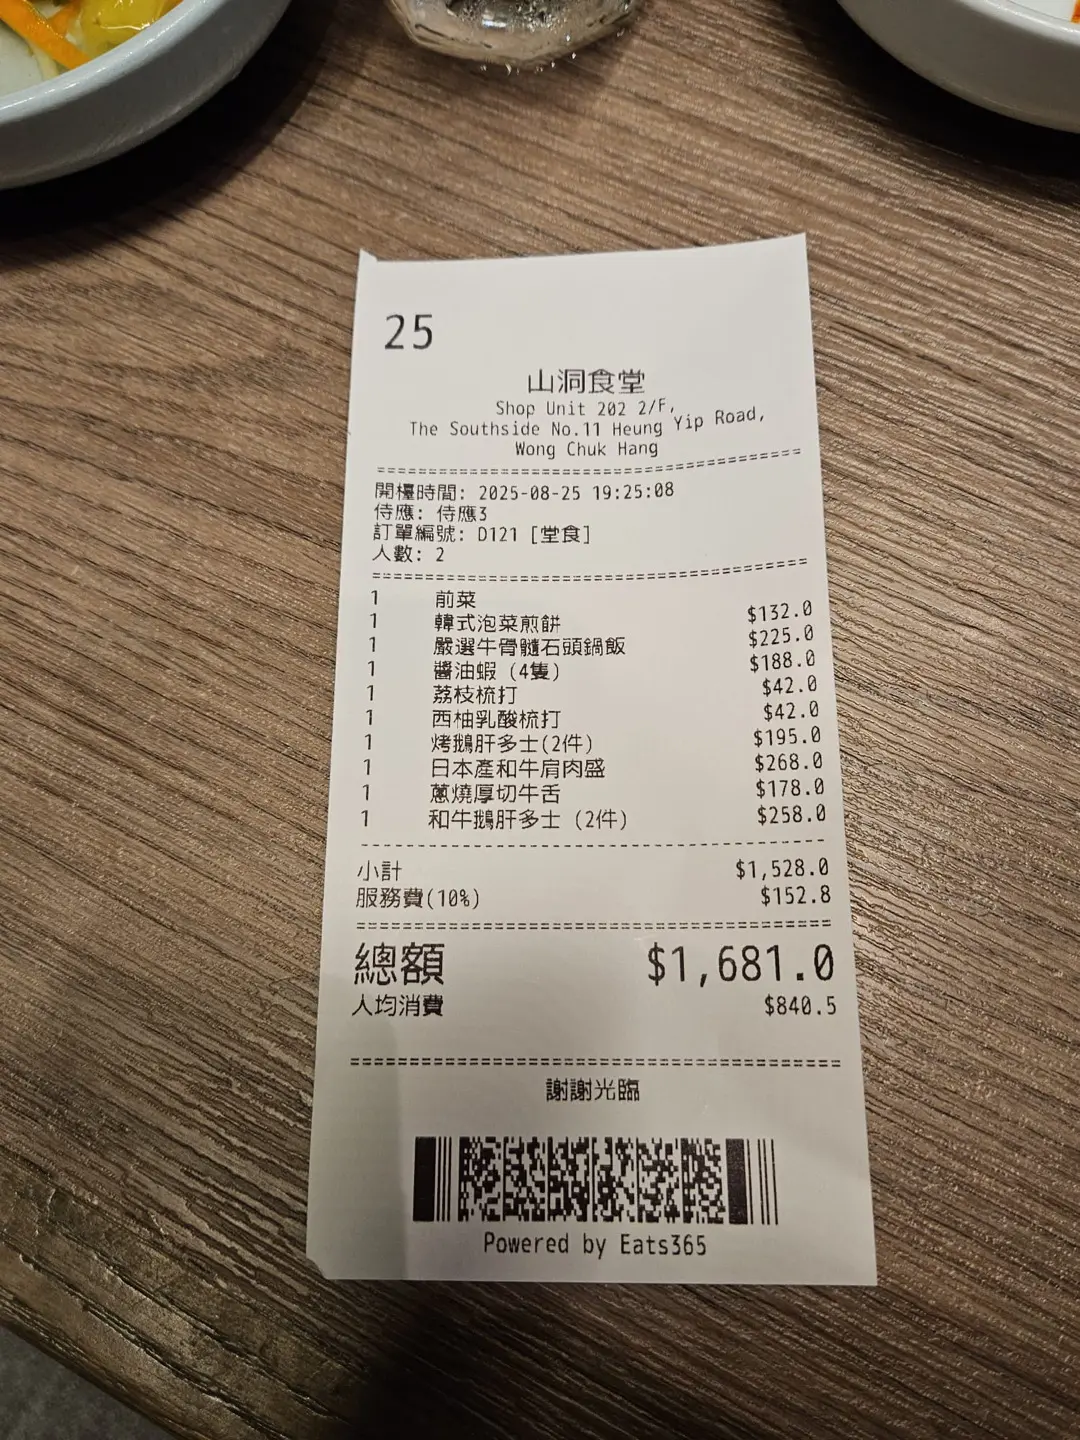 25
山洞食堂
Shop Unit 202 2/F,
The Southside No.11 Heung Yip Road,
Wong Chuk Hang
開檯時間: 2025-08-25 19:25:08
侍應: 侍應3
訂單編號: D121 [堂食]
人數: 2
1 前菜
1 韓式泡菜煎餅 $132.0
1 嚴選牛骨髓石頭鍋飯 $225.0
1 醬油蝦 (4隻) $188.0
1 荔枝梳打 $42.0
1 西柚乳酸梳打 $42.0
1 烤鵝肝多士(2件) $195.0
1 日本產和牛肩肉盛 $268.0
1 蔥燒厚切牛舌 $178.0
1 和牛鵝肝多士 (2件) $258.0
小計 $1,528.0
服務費(10%) $152.8
總額 $1,681.0
人均消費 $840.5
謝謝光臨
Powered by Eats365